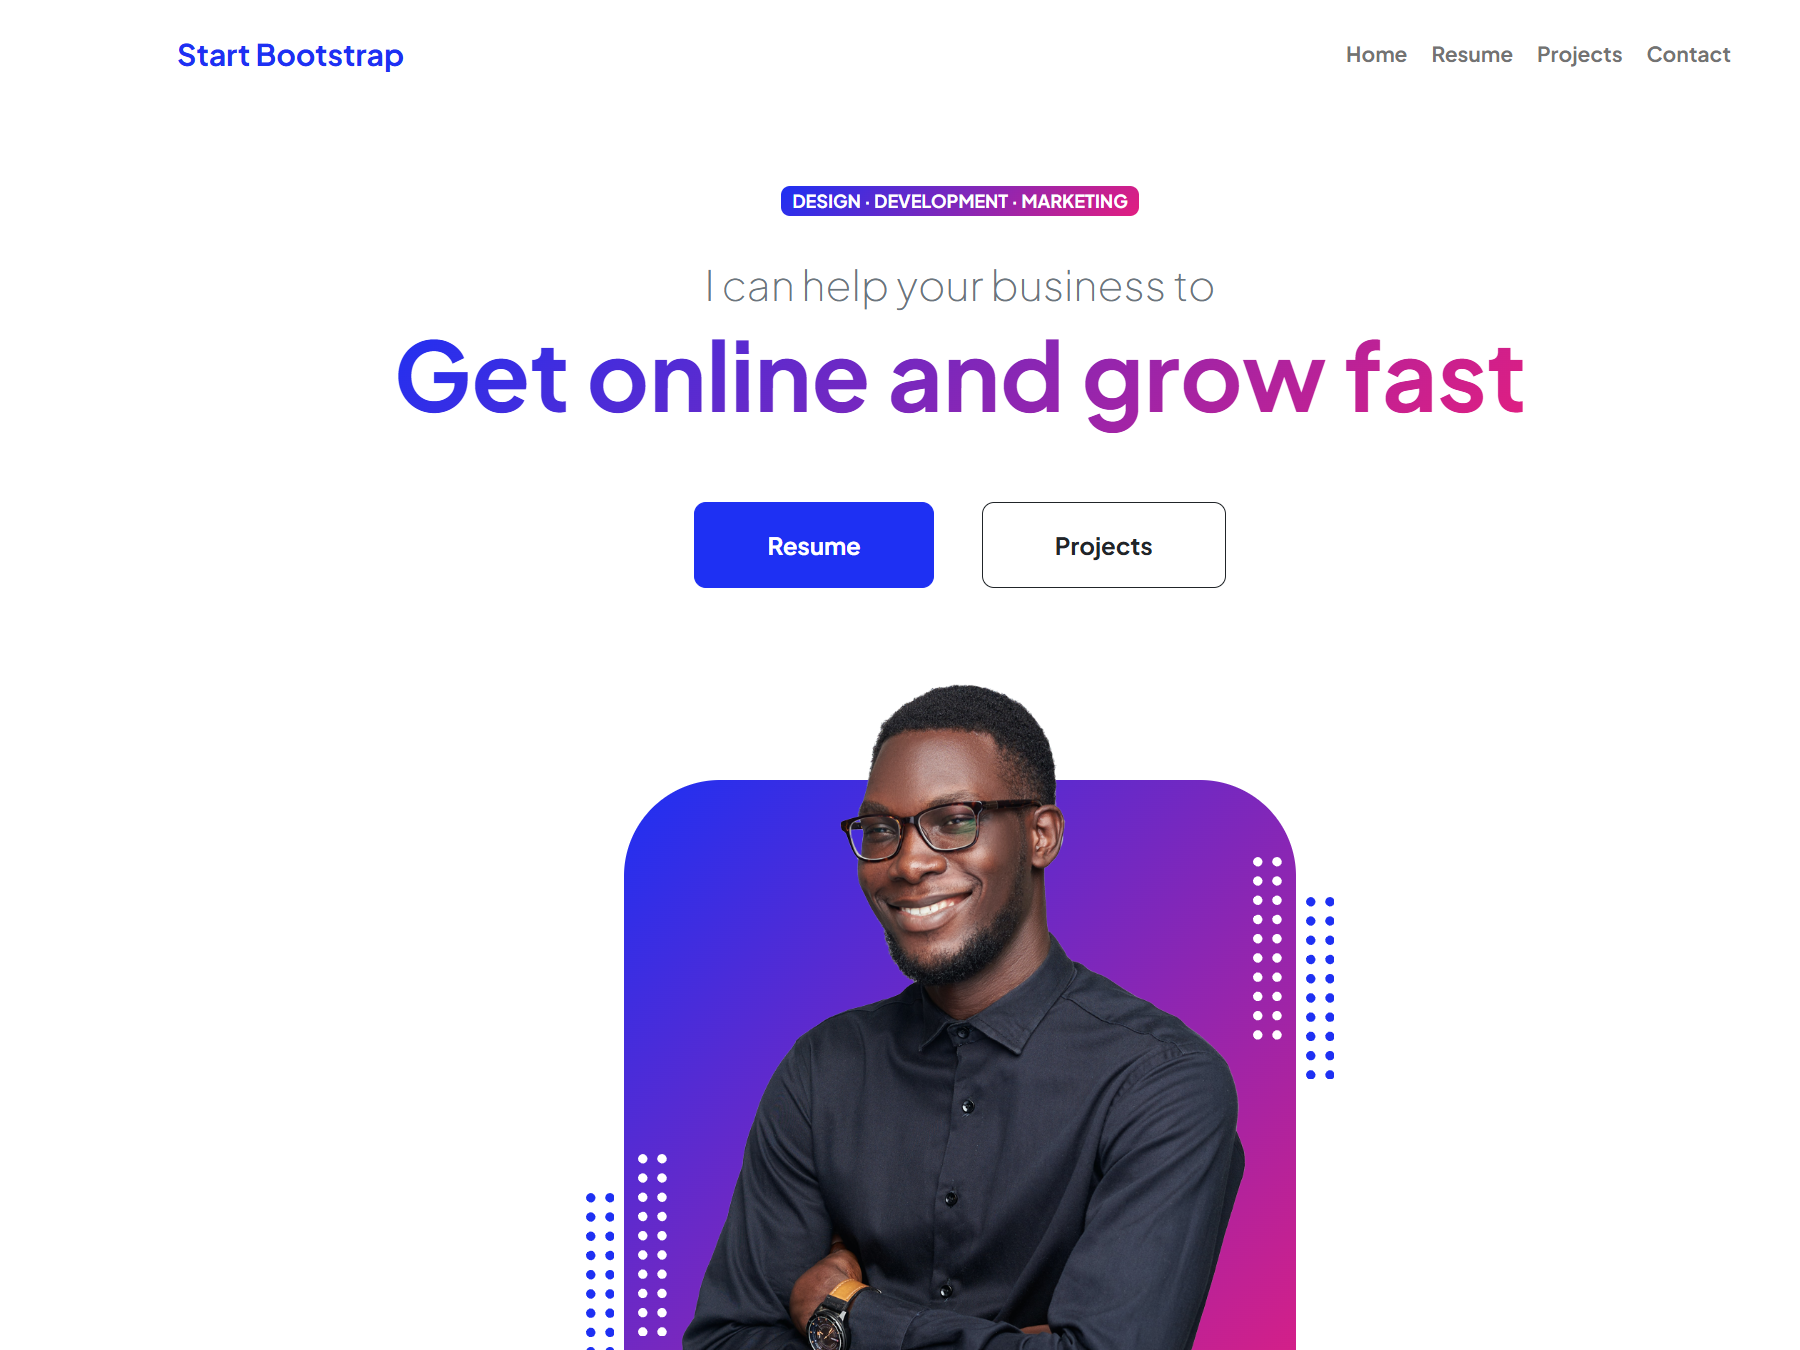 Start Bootstrap
Home Resume Projects Contact
DESIGN · DEVELOPMENT · MARKETING
I can help your business to
Get online and grow fast
Resume
Projects